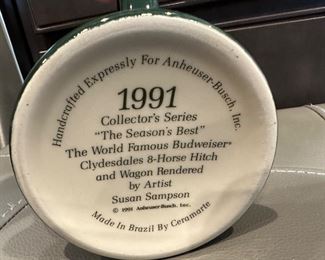 Handcrafted Expressly For Anheuser-Busch, Inc.
1991
Collector's Series
"The Season's Best"
The World Famous Budweiser®
Clydesdales 8-Horse Hitch
and Wagon Rendered
by Artist
Susan Sampson
© 1991 Anheuser-Busch, Inc.
Made In Brazil By Ceramarte